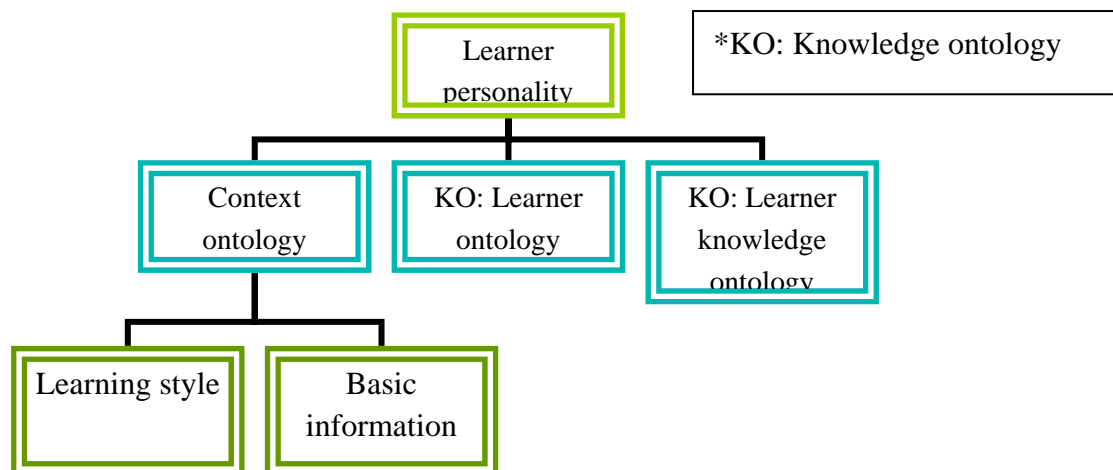 Learner
personality
*KO: Knowledge ontology
Context
ontology
KO: Learner
ontology
KO: Learner
knowledge
ontology
Learning style
Basic
information